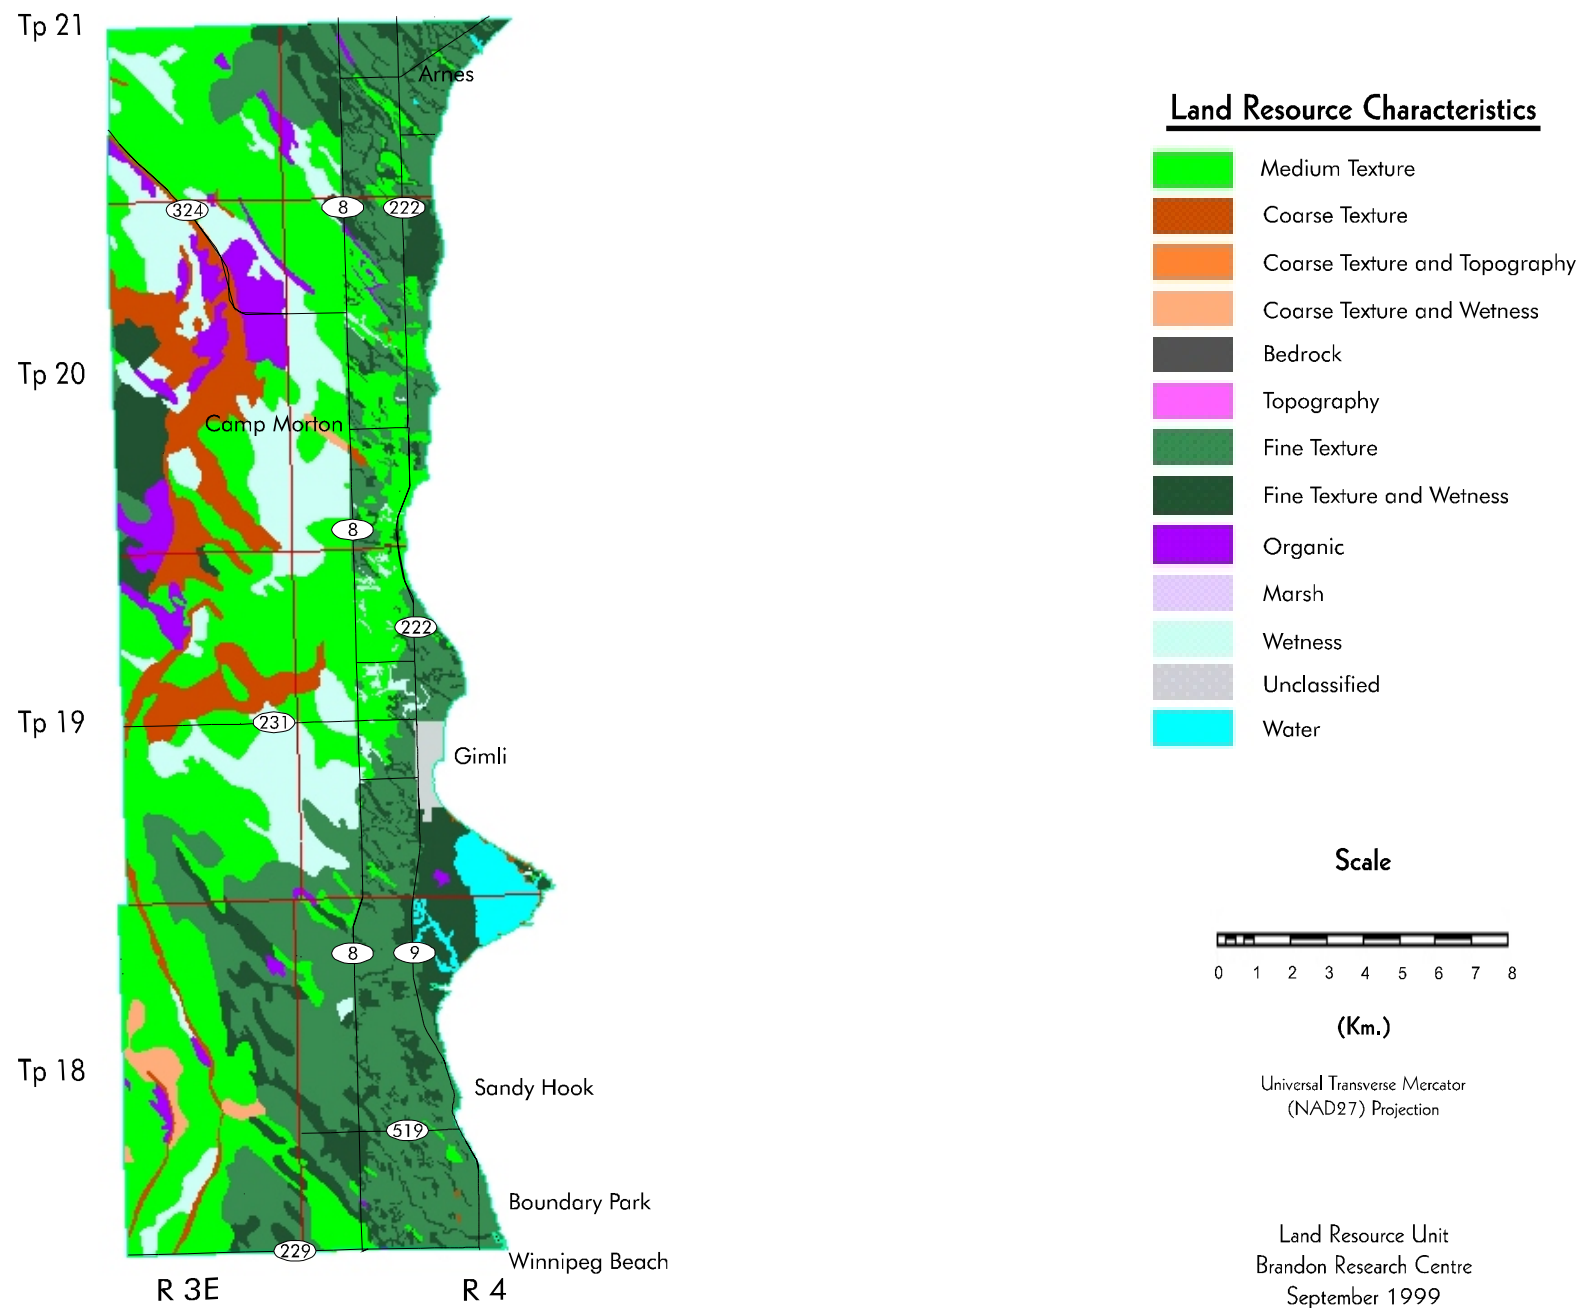 Tp 21
Arnes
324
8
222
Tp 20
Camp Morton
8
222
Tp 19
231
Gimli
8
9
Tp 18
Sandy Hook
519
Boundary Park
229
Winnipeg Beach
R 3E
R 4
Land Resource Characteristics
Medium Texture
Coarse Texture
Coarse Texture and Topography
Coarse Texture and Wetness
Bedrock
Topography
Fine Texture
Fine Texture and Wetness
Organic
Marsh
Wetness
Unclassified
Water
Scale
0 1 2 3 4 5 6 7 8
(Km.)
Universal Transverse Mercator
(NAD27) Projection
Land Resource Unit
Brandon Research Centre
September 1999